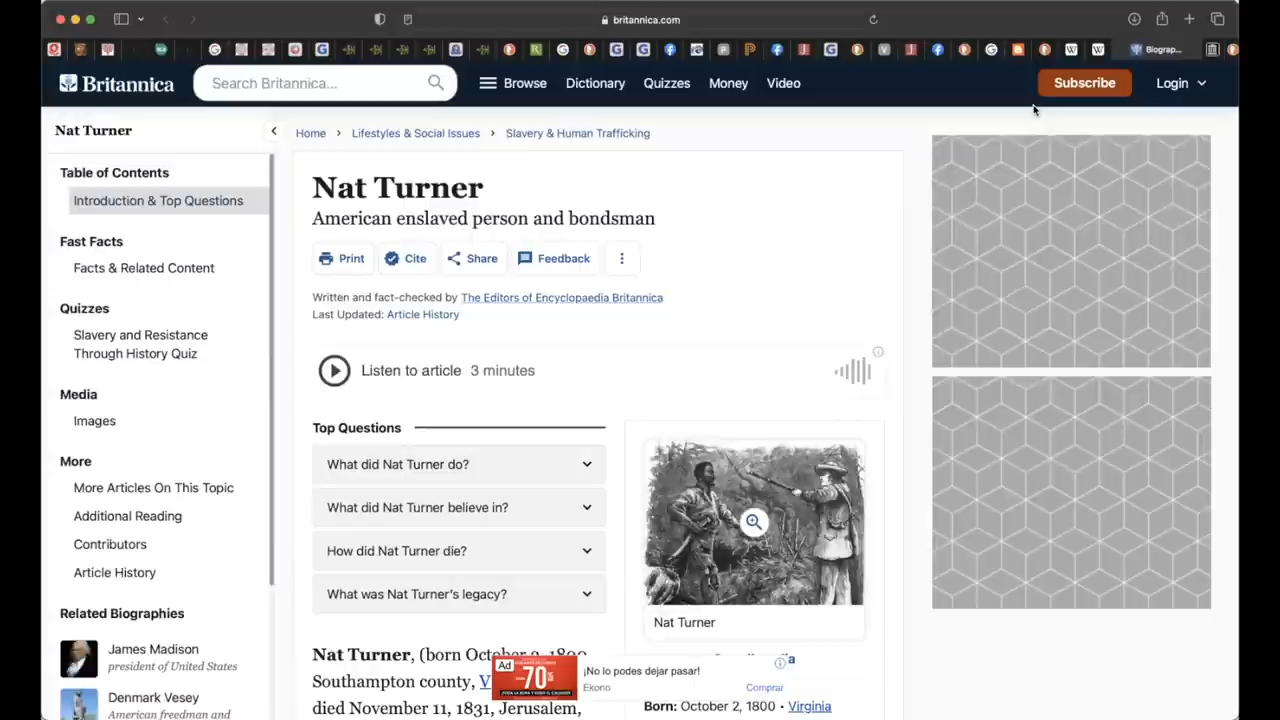 britannica.com
Biograp...
Britannica
Search Britannica...
Browse
Dictionary
Quizzes
Money
Video
Subscribe
Login
Nat Turner
Table of Contents
Introduction & Top Questions
Fast Facts
Facts & Related Content
Quizzes
Slavery and Resistance
Through History Quiz
Media
Images
More
More Articles On This Topic
Additional Reading
Contributors
Article History
Related Biographies
James Madison
president of United States
Denmark Vesey
American freedman and
Home > Lifestyles & Social Issues > Slavery & Human Trafficking
Nat Turner
American enslaved person and bondsman
Print
Cite
Share
Feedback
Written and fact-checked by The Editors of Encyclopaedia Britannica
Last Updated: Article History
Listen to article 3 minutes
Top Questions
What did Nat Turner do?
What did Nat Turner believe in?
How did Nat Turner die?
What was Nat Turner's legacy?
Nat Turner
Nat Turner, (born October 2, 1800
Southampton county, V
died November 11, 1831, Jerusalem,
Ad
70
¡No lo podes dejar pasar!
Ekono
Comprar
Born: October 2, 1800 • Virginia